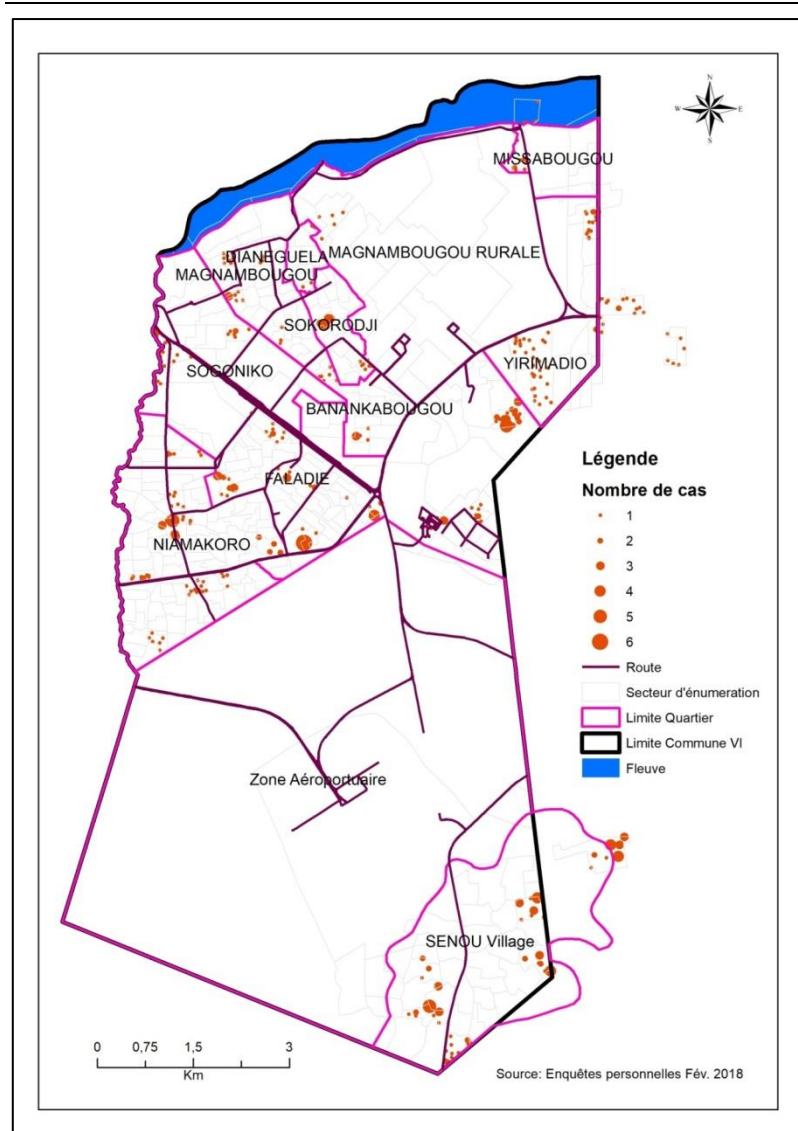 N
W E
S
MISSABOUGOU
DIANEGUELA
MAGNAMBOUGOU RURALE
MAGNAMBOUGOU
SOKORODJI
SOGONIKO
YIRIMADIO
BANANKABOUGOU
FALADIE
NIAMAKORO
Zone Aéroportuaire
SENOU Village
Légende
Nombre de cas
1
2
3
4
5
6
Route
Secteur d'énumeration
Limite Quartier
Limite Commune VI
Fleuve
0 0,75 1,5 3
Km
Source: Enquêtes personnelles Fév. 2018